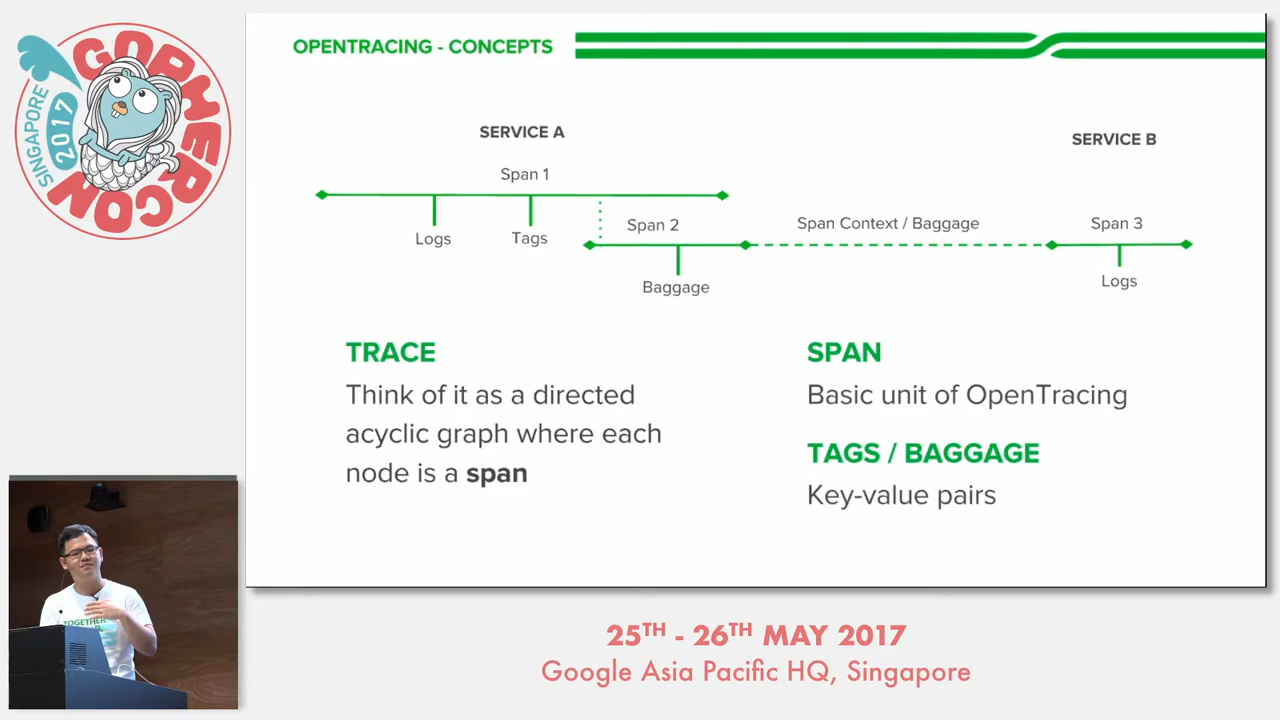 GOPHERCON
SINGAPORE
2017
OPENTRACING - CONCEPTS
SERVICE A
SERVICE B
Span 1
Logs
Tags
Span 2
Span Context / Baggage
Span 3
Baggage
Logs
TRACE
Think of it as a directed
acyclic graph where each
node is a span
SPAN
Basic unit of OpenTracing
TAGS / BAGGAGE
Key-value pairs
TOGETHER
25TH - 26TH MAY 2017
Google Asia Pacific HQ, Singapore